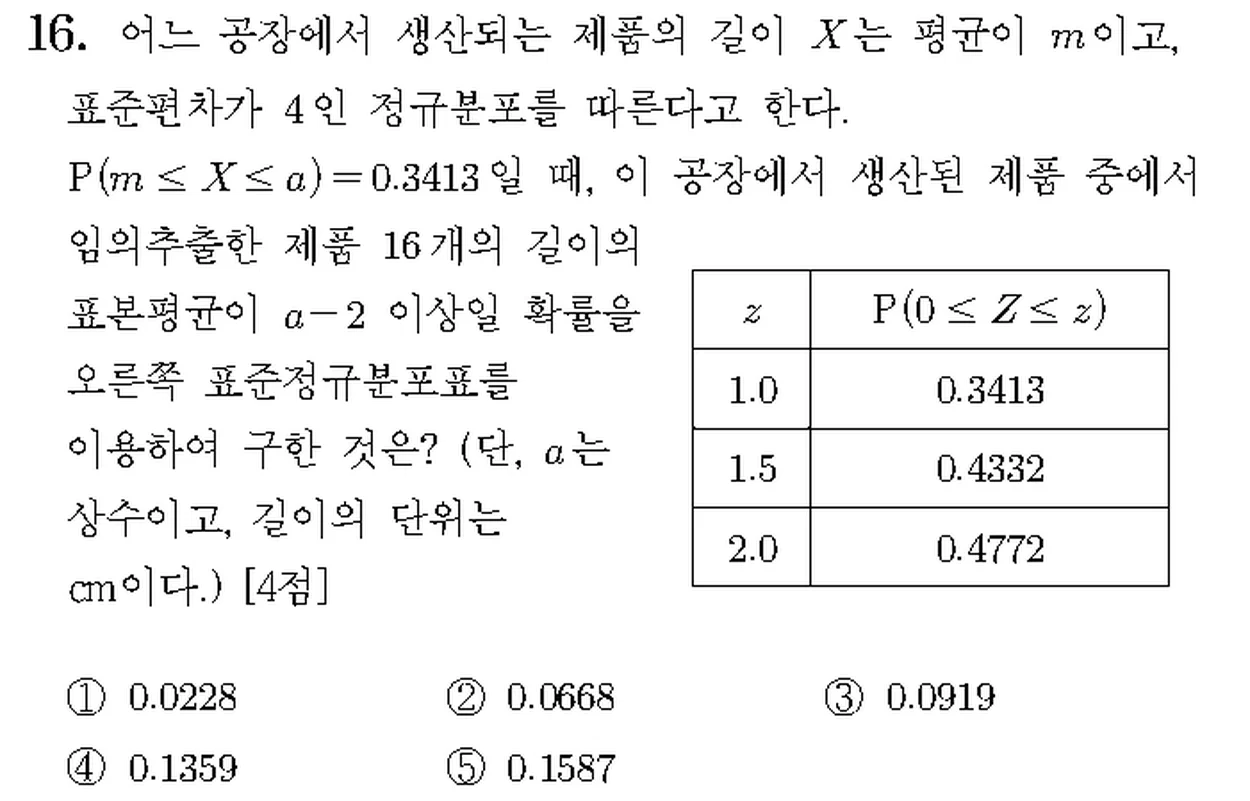 16. 어느 공장에서 생산되는 제품의 길이 X는 평균이 m이고,
표준편차가 4인 정규분포를 따른다고 한다.
P(m ≤ X ≤ a) = 0.3413일 때, 이 공장에서 생산된 제품 중에서
임의추출한 제품 16개의 길이의
표본평균이 a-2 이상일 확률을
오른쪽 표준정규분포표를
이용하여 구한 것은? (단, a는
상수이고, 길이의 단위는
cm이다.) [4점]
z P(0 ≤ Z ≤ z)
1.0 0.3413
1.5 0.4332
2.0 0.4772
① 0.0228 ② 0.0668 ③ 0.0919
④ 0.1359 ⑤ 0.1587